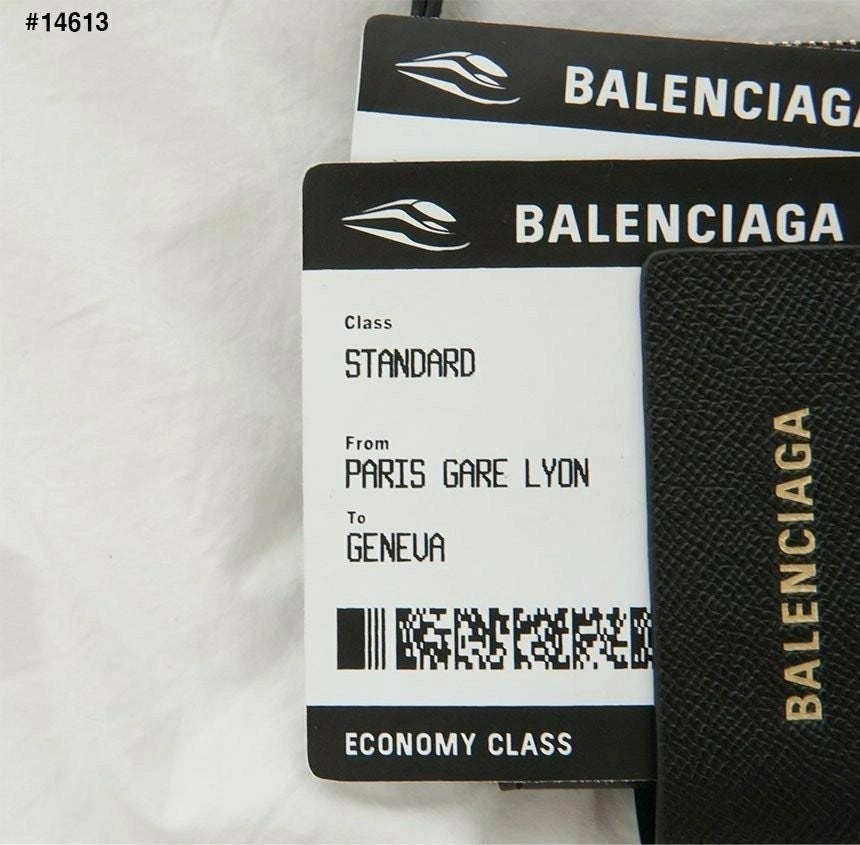 #14613
BALENCIAGA
BALENCIAGA
Class
STANDARD
From
PARIS GARE LYON
To
GENEVA
ECONOMY CLASS
BALENCIAGA